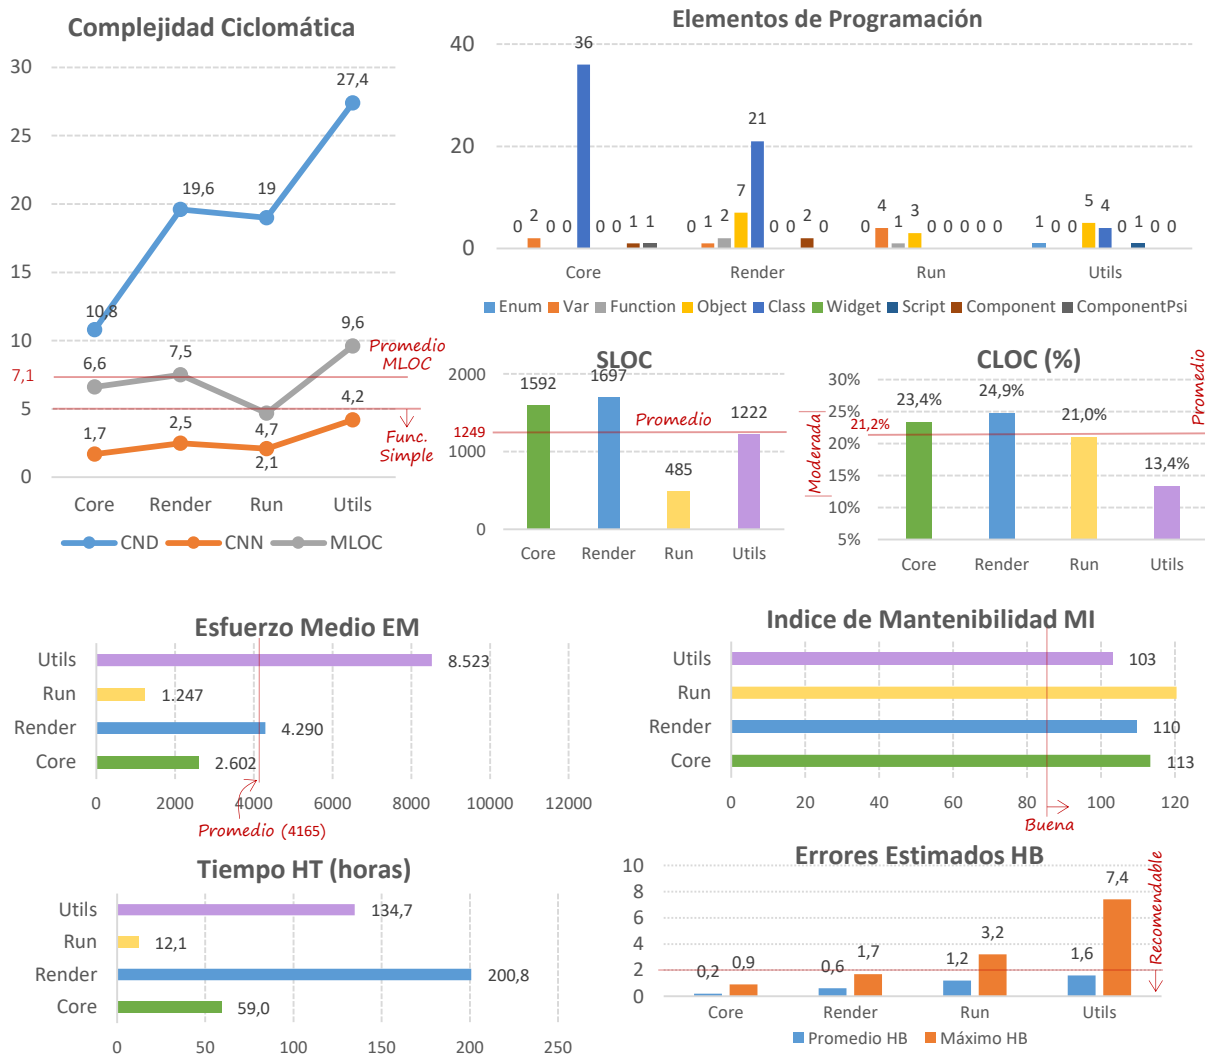 Complejidad Ciclomática
30
25
20
15
10
7,1
5
0
27,4
19,6
19
10,8
9,6
7,5
6,6
4,7
4,2
2,5
1,7
2,1
Promedio
MLOC
Func.
Simple
Core Render Run Utils
CND CNN MLOC
Elementos de Programación
40
20
0
0 2 0 0 36 0 0 1 1
0 1 2 7 21 0 0 2 0
0 4 1 3 0 0 0 0 0
1 0 0 5 4 0 1 0 0
Core Render Run Utils
Enum Var Function Object Class Widget Script Component ComponentPsi
SLOC
2000
1249
1000
0
1592 1697 485 1222
Promedio
Core Render Run Utils
CLOC (%)
30%
25%
21,2%
20%
15%
10%
5%
23,4% 24,9% 21,0% 13,4%
Moderada
Promedio
Core Render Run Utils
Esfuerzo Medio EM
Utils 8.523
Run 1.247
Render 4.290
Core 2.602
0 2000 4000 6000 8000 10000 12000
Promedio (4165)
Indice de Mantenibilidad MI
Utils 103
Run
Render 110
Core 113
0 20 40 60 80 100 120
Buena
Tiempo HT (horas)
Utils 134,7
Run 12,1
Render 200,8
Core 59,0
0 50 100 150 200 250
Errores Estimados HB
10
8
6
4
2
0
0,2 0,9 0,6 1,7 1,2 3,2 1,6 7,4
Recomendable
Core Render Run Utils
Promedio HB Máximo HB